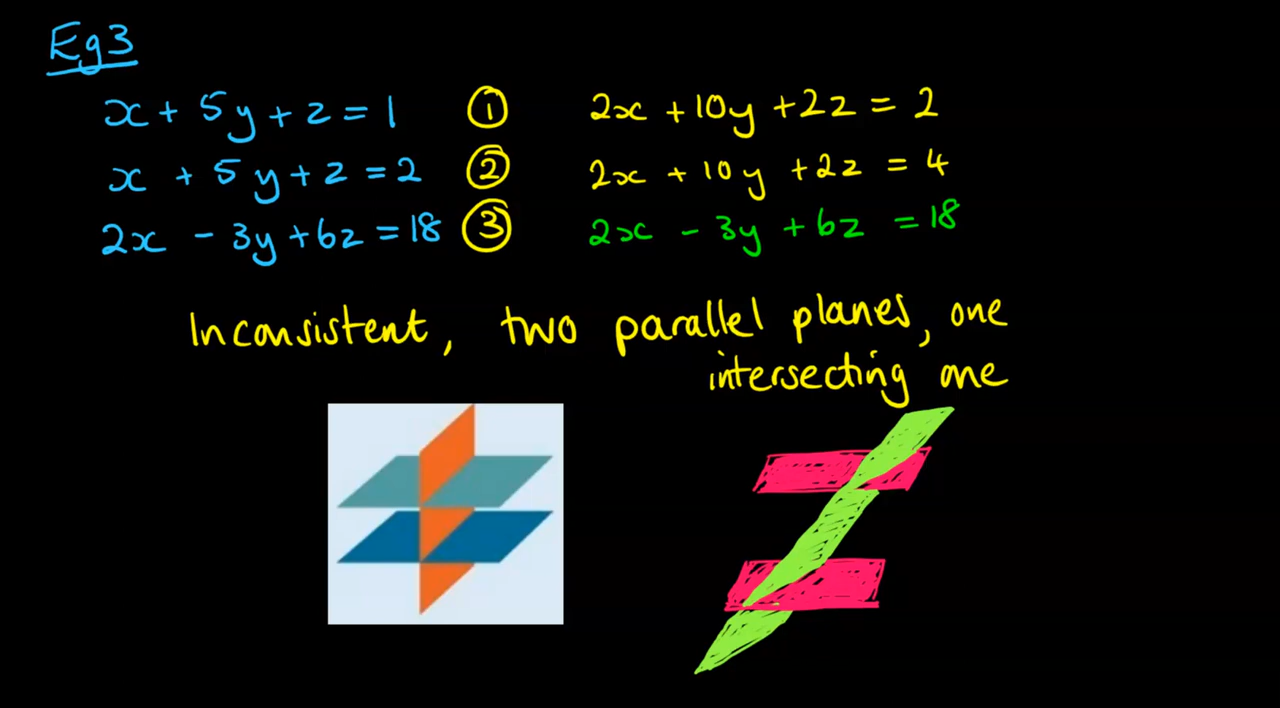 Eg3
x + 5y + z = 1 ① 2x + 10y + 2z = 2
x + 5y + z = 2 ② 2x + 10y + 2z = 4
2x - 3y + 6z = 18 ③ 2x - 3y + 6z = 18
Inconsistent, two parallel planes, one
intersecting one